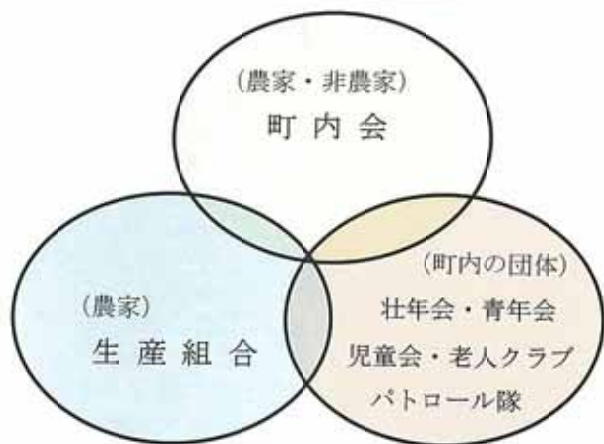 (農家・非農家)
町内会
(農家)
生産組合
(町内の団体)
壮年会・青年会
児童会・老人クラブ
パトロール隊